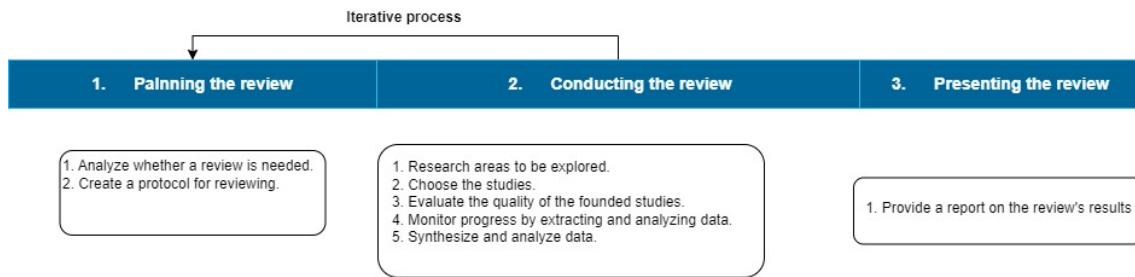 Iterative process
1. Palnning the review
2. Conducting the review
3. Presenting the review
1. Analyze whether a review is needed.
2. Create a protocol for reviewing.
1. Research areas to be explored.
2. Choose the studies.
3. Evaluate the quality of the founded studies.
4. Monitor progress by extracting and analyzing data.
5. Synthesize and analyze data.
1. Provide a report on the review's results